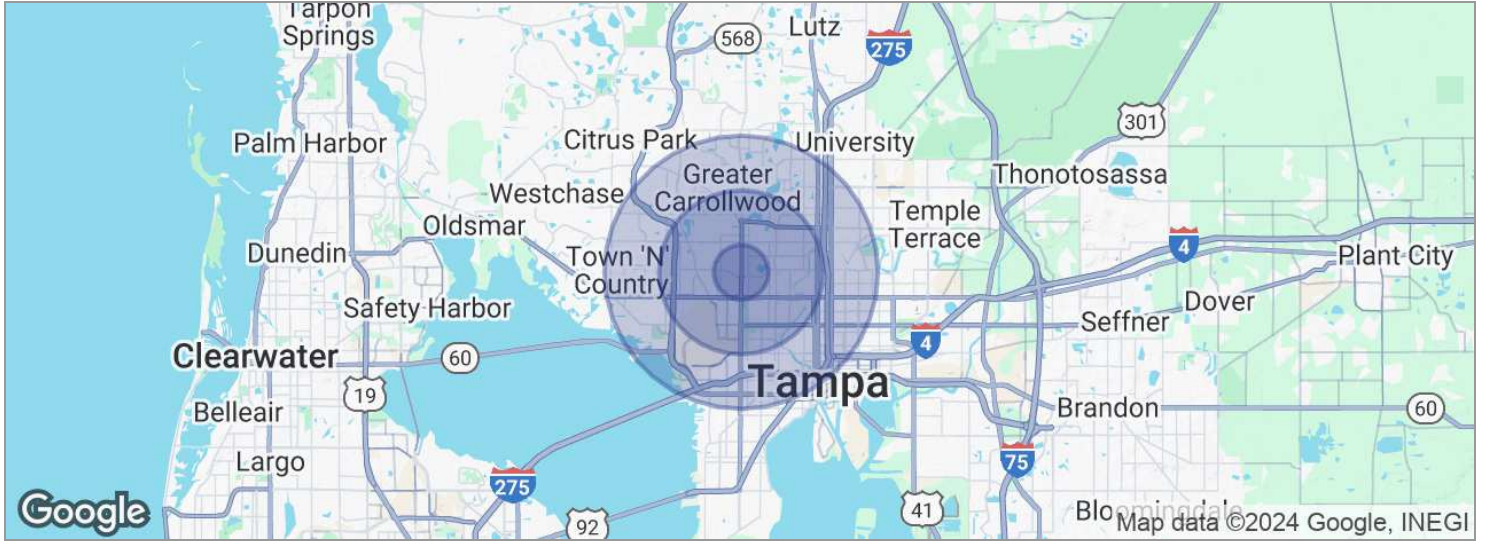 Tarpon
Springs
568
Lutz
275
301
Palm Harbor
Citrus Park
University
Greater
Carrollwood
Thonotosassa
Westchase
Oldsmar
Temple
Terrace
Dunedin
Town 'N'
Country
4
Plant City
Safety Harbor
Dover
Seffner
Clearwater
60
4
19
Tampa
Belleair
Brandon
60
Largo
75
275
Google
92
41
Bloomingdale
Map data ©2024 Google, INEGI